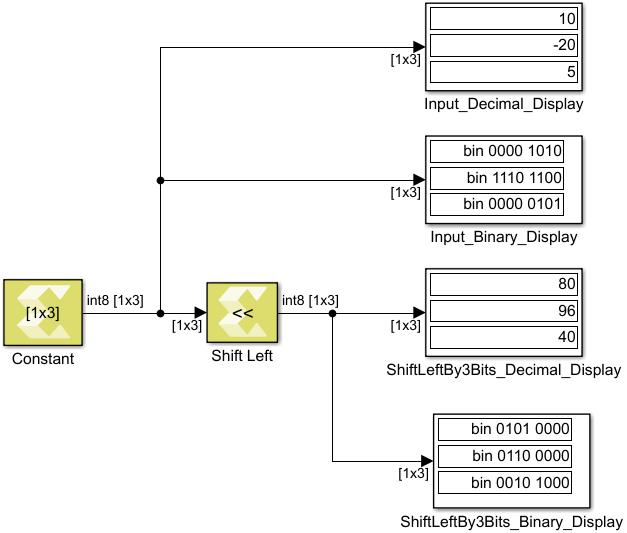 10
-20
[1x3]
5
Input_Decimal_Display
bin 0000 1010
bin 1110 1100
[1x3]
bin 0000 0101
Input_Binary_Display
80
int8 [1x3]
int8 [1x3]
[1x3]
<<
96
[1x3]
[1x3]
40
Constant
Shift Left
ShiftLeftBy3Bits_Decimal_Display
bin 0101 0000
bin 0110 0000
[1x3]
bin 0010 1000
ShiftLeftBy3Bits_Binary_Display